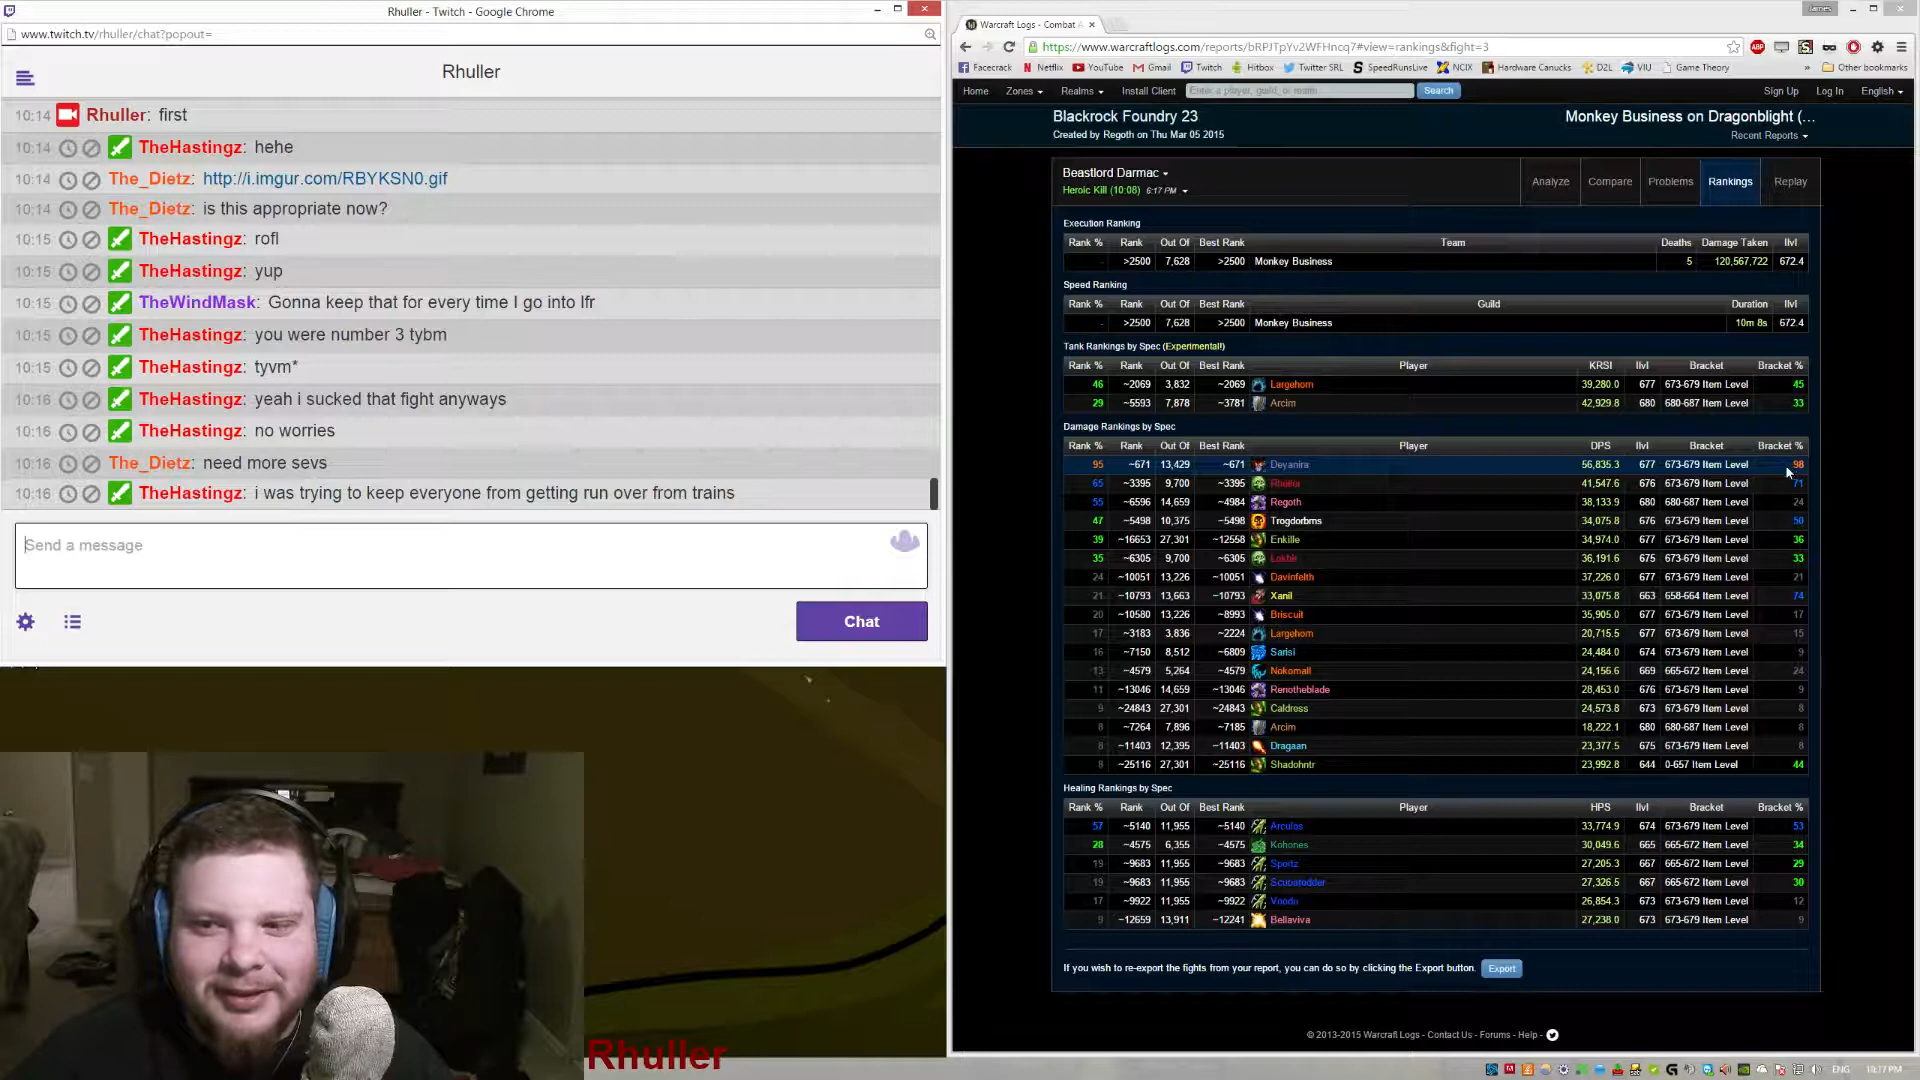 Rhuller - Twitch - Google Chrome
www.twitch.tv/rhuller/chat?popout=
Rhuller
10:14 Rhuller: first
10:14 TheHastingz: hehe
10:14 The_Dietz: http://i.imgur.com/RBYKSN0.gif
10:14 The_Dietz: is this appropriate now?
10:15 TheHastingz: rofl
10:15 TheHastingz: yup
10:15 TheWindMask: Gonna keep that for every time I go into lfr
10:15 TheHastingz: you were number 3 tybm
10:15 TheHastingz: tyvm*
10:16 TheHastingz: yeah i sucked that fight anyways
10:16 TheHastingz: no worries
10:16 The_Dietz: need more sevs
10:16 TheHastingz: i was trying to keep everyone from getting run over from trains
Send a message
Chat
Rhuller
James
Warcraft Logs - Combat A
https://www.warcraftlogs.com/reports/bRPJTpYv2WFHncq7#view=rankings&fight=3
Facecrack Netflix YouTube Gmail Twitch Hitbox Twitter SRL SpeedRunsLive NCIX Hardware Canucks D2L VIU Game Theory » Other bookmarks
Home Zones Realms Install Client Enter a player, guild, or realm Search Sign Up Log In English
Blackrock Foundry 23 Monkey Business on Dragonblight (...
Created by Regoth on Thu Mar 05 2015 Recent Reports
Beastlord Darmac
Heroic Kill (10:08) 6:17 PM
Analyze Compare Problems Rankings Replay
Execution Ranking
Rank % Rank Out Of Best Rank Team Deaths Damage Taken Ilvl
- >2500 7,628 >2500 Monkey Business 5 120,567,722 672.4
Speed Ranking
Rank % Rank Out Of Best Rank Guild Duration Ilvl
- >2500 7,628 >2500 Monkey Business 10m 8s 672.4
Tank Rankings by Spec (Experimental!)
Rank % Rank Out Of Best Rank Player KRSI Ilvl Bracket Bracket %
46 ~2069 3,832 ~2069 Largehorn 39,280.0 677 673-679 Item Level 45
29 ~5593 7,878 ~3781 Arcim 42,929.8 680 680-687 Item Level 33
Damage Rankings by Spec
Rank % Rank Out Of Best Rank Player DPS Ilvl Bracket Bracket %
95 ~671 13,429 ~671 Deyanira 56,835.3 677 673-679 Item Level 98
65 ~3395 9,700 ~3395 Rhuller 41,547.6 676 673-679 Item Level 71
55 ~6596 14,659 ~4984 Regoth 38,133.9 680 680-687 Item Level 24
47 ~5498 10,375 ~5498 Trogdorbms 34,075.8 676 673-679 Item Level 50
39 ~16653 27,301 ~12558 Enkille 34,974.0 677 673-679 Item Level 36
35 ~6305 9,700 ~6305 36,191.6 675 673-679 Item Level 33
24 ~10051 13,226 ~10051 Davinfelth 37,226.0 677 673-679 Item Level 21
21 ~10793 13,663 ~10793 Xanil 33,075.8 663 658-664 Item Level 74
20 ~10580 13,226 ~8993 Briscuit 35,905.0 677 673-679 Item Level 17
17 ~3183 3,836 ~2224 Largehorn 20,715.5 677 673-679 Item Level 15
16 ~7150 8,512 ~6809 Sarisi 24,484.0 674 673-679 Item Level 9
13 ~4579 5,264 ~4579 Nokomall 24,156.6 669 665-672 Item Level 24
11 ~13046 14,659 ~13046 Renotheblade 28,453.0 676 673-679 Item Level 9
9 ~24843 27,301 ~24843 Caldross 24,573.8 673 673-679 Item Level 8
8 ~7264 7,896 ~7185 Arcim 18,222.1 680 680-687 Item Level 8
8 ~11403 12,395 ~11403 Dragaan 23,377.5 675 673-679 Item Level 8
8 ~25116 27,301 ~25116 Shadohntr 23,992.8 644 0-657 Item Level 44
Healing Rankings by Spec
Rank % Rank Out Of Best Rank Player HPS Ilvl Bracket Bracket %
57 ~5140 11,955 ~5140 Arculos 33,774.9 674 673-679 Item Level 53
28 ~4575 6,355 ~4575 Kohones 30,049.6 665 665-672 Item Level 34
19 ~9683 11,955 ~9683 Sportz 27,205.3 667 665-672 Item Level 29
19 ~9683 11,955 ~9683 Scubatodder 27,326.5 667 665-672 Item Level 30
17 ~9922 11,955 ~9922 Voodu 26,854.3 673 673-679 Item Level 12
9 ~12659 13,911 ~12241 Bellaviva 27,238.0 673 673-679 Item Level 9
If you wish to re-export the fights from your report, you can do so by clicking the Export button. Export
© 2013-2015 Warcraft Logs - Contact Us - Forums - Help -
ENG 10:17 PM